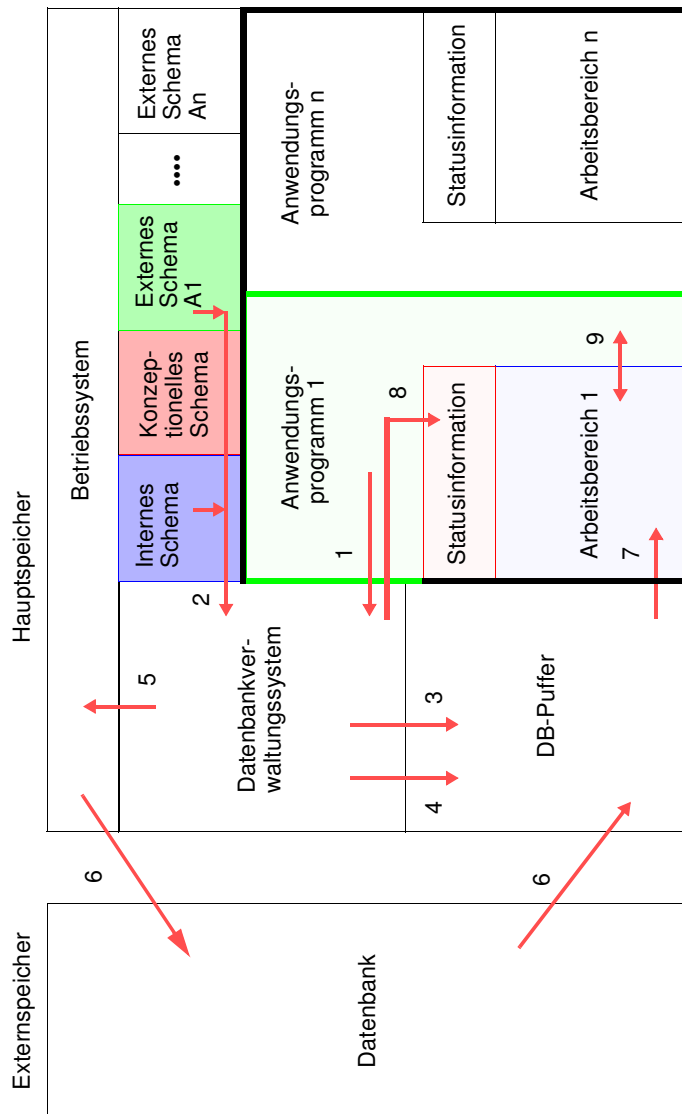 Externspeicher
Hauptspeicher
Datenbank
6
6
Betriebssystem
5
2
Datenbankver-
waltungssystem
4
3
DB-Puffer
Internes
Schema
Konzep-
tionelles
Schema
Externes
Schema
A1
....
Externes
Schema
An
1
Anwendungs-
programm 1
8
Statusinformation
Arbeitsbereich 1
7
9
Anwendungs-
programm n
Statusinformation
Arbeitsbereich n